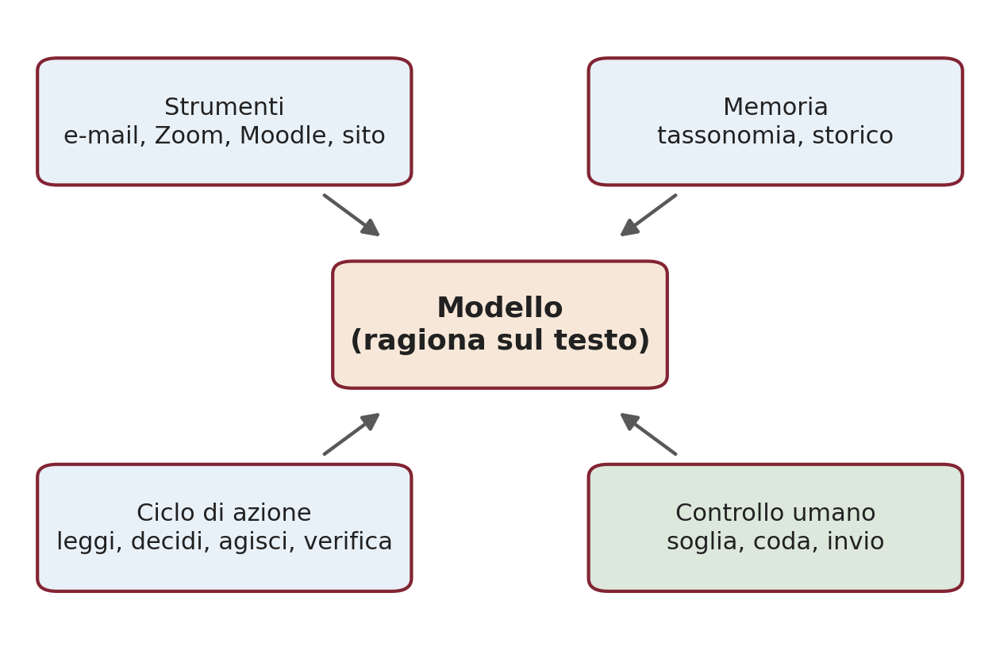 Strumenti
e-mail, Zoom, Moodle, sito
Memoria
tassonomia, storico
Modello
(ragiona sul testo)
Ciclo di azione
leggi, decidi, agisci, verifica
Controllo umano
soglia, coda, invio